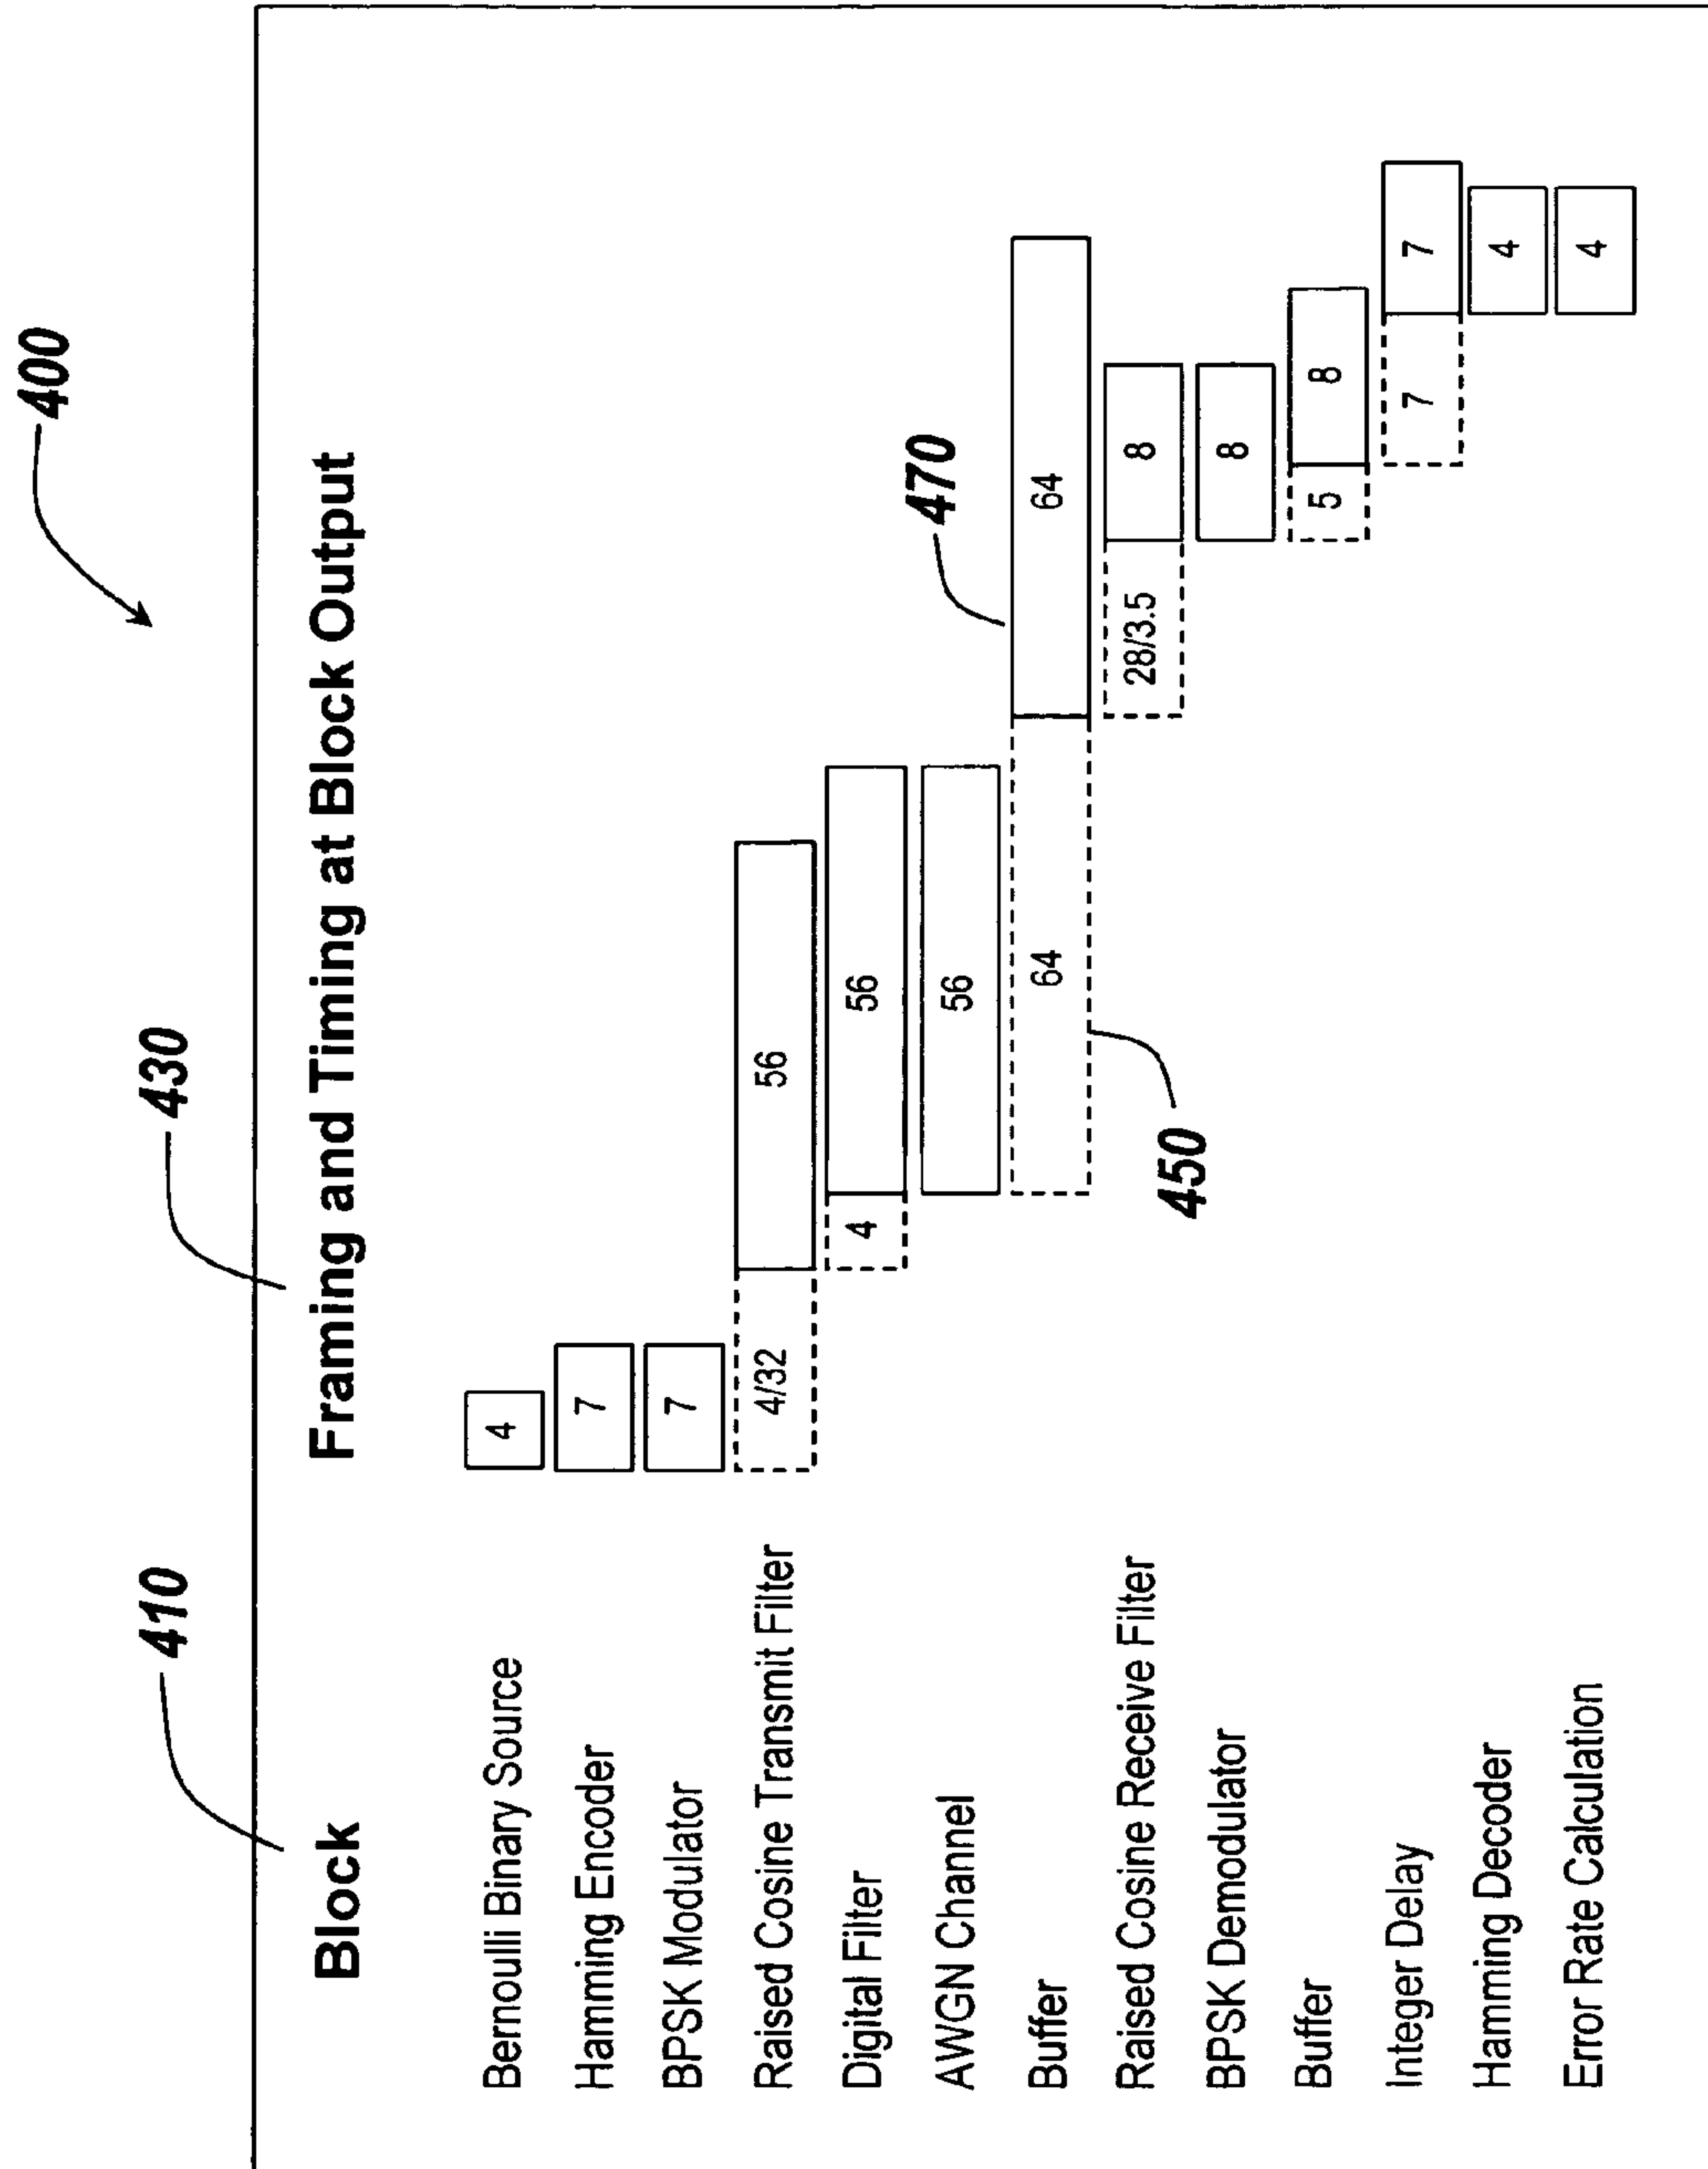 400
410
430
Block
Framing and Timing at Block Output
Bernoulli Binary Source 4
Hamming Encoder 7
BPSK Modulator 7
Raised Cosine Transmit Filter 4/32 56
Digital Filter 4 56
AWGN Channel 56
Buffer 64 64
470
450
Raised Cosine Receive Filter 28/3.5 8
BPSK Demodulator 8
Buffer 5 8
Integer Delay 7 7
Hamming Decoder 4
Error Rate Calculation 4